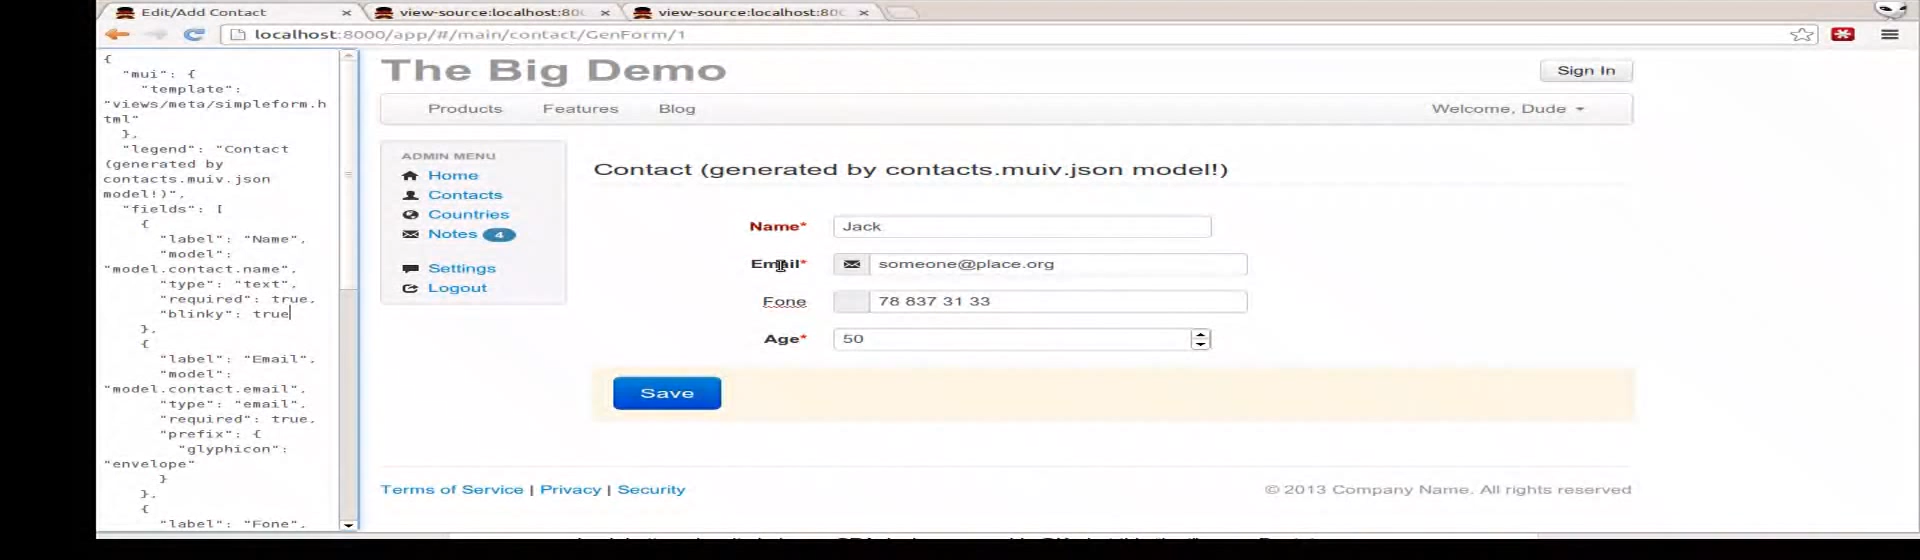 Edit/Add Contact
view-source:localhost:80
view-source:localhost:80
localhost:8000/app/#/main/contact/GenForm/1
{
"mui": {
"template":
"views/meta/simpleform.h
tml"
},
"legend": "Contact
(generated by
contacts.muiv.json
model!)",
"fields": [
{
"label": "Name",
"model":
"model.contact.name",
"type": "text",
"required": true,
"blinky": true
},
{
"label": "Email",
"model":
"model.contact.email",
"type": "email",
"required": true,
"prefix": {
"glyphicon":
"envelope"
}
},
{
"label": "Fone",
The Big Demo
Sign In
Products Features Blog Welcome, Dude
ADMIN MENU
Home
Contacts
Countries
Notes 4
Settings
Logout
Contact (generated by contacts.muiv.json model!)
Name* Jack
Email* someone@place.org
Fone 78 837 31 33
Age* 50
Save
Terms of Service | Privacy | Security
© 2013 Company Name. All rights reserved